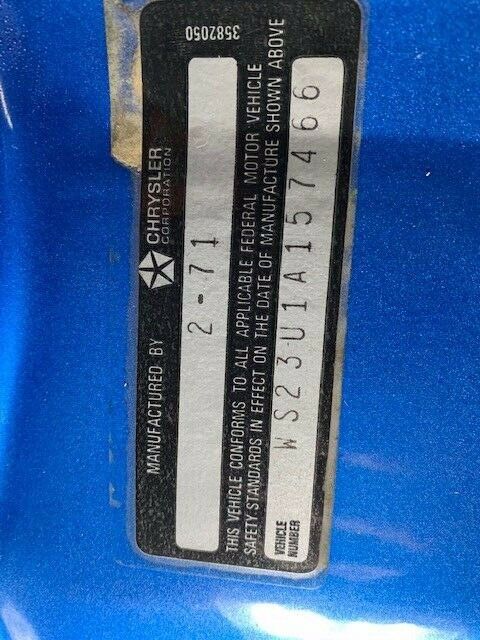 MANUFACTURED BY CHRYSLER CORPORATION
3582050
2-71
THIS VEHICLE CONFORMS TO ALL APPLICABLE FEDERAL MOTOR VEHICLE
SAFETY STANDARDS IN EFFECT ON THE DATE OF MANUFACTURE SHOWN ABOVE
VEHICLE NUMBER WS23U1A157466